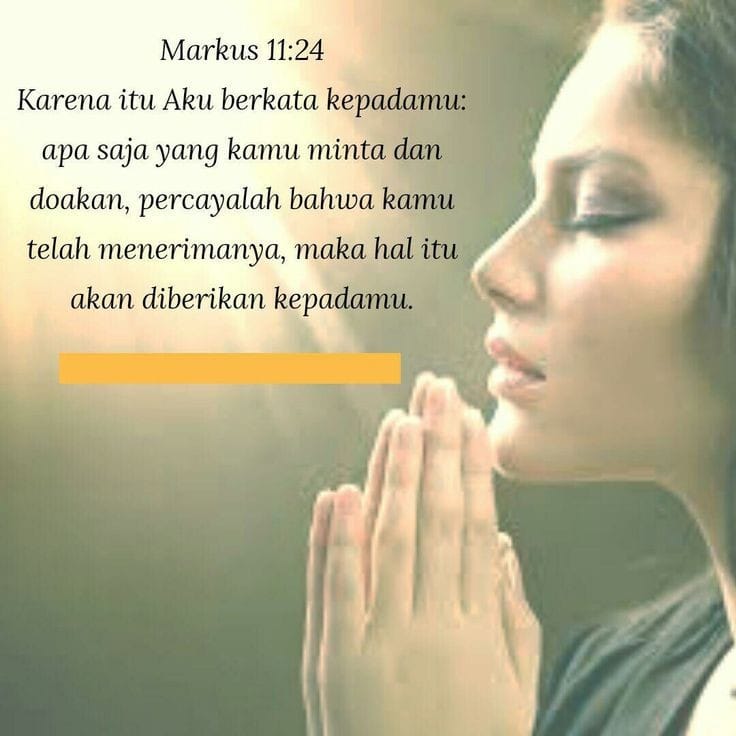 Markus 11:24
Karena itu Aku berkata kepadamu:
apa saja yang kamu minta dan
doakan, percayalah bahwa kamu
telah menerimanya, maka hal itu
akan diberikan kepadamu.